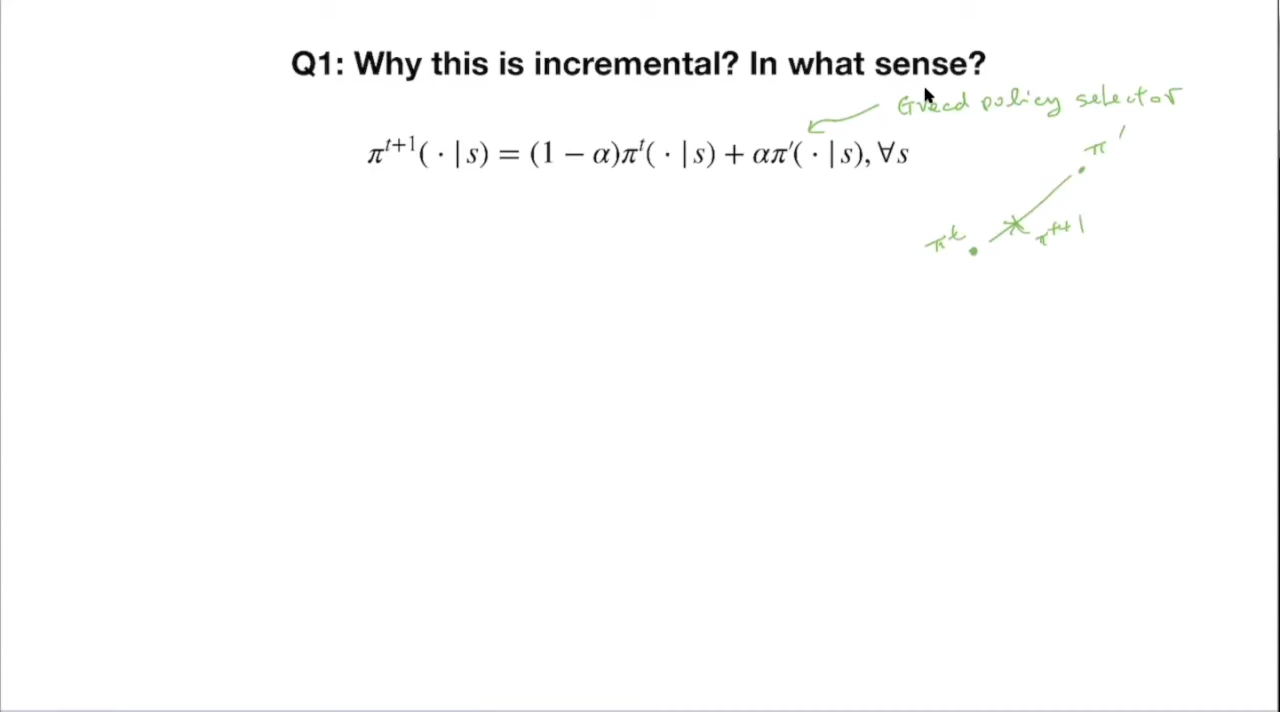 Q1: Why this is incremental? In what sense?
Greed policy selector
π^{t+1}(· | s) = (1 − α)π^t(· | s) + απ′(· | s), ∀s
π′
π^t
π^{t+1}